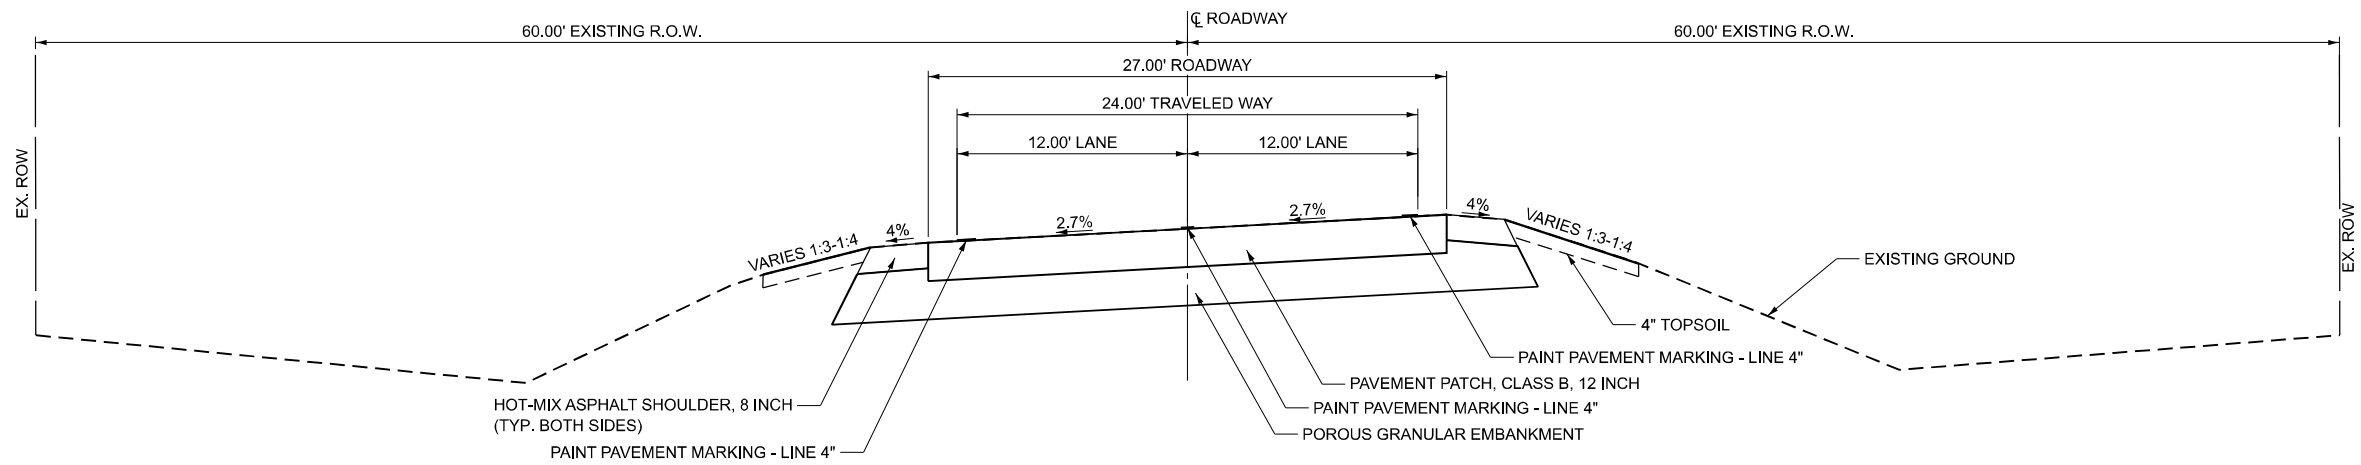 ℄ ROADWAY
60.00' EXISTING R.O.W.
60.00' EXISTING R.O.W.
27.00' ROADWAY
24.00' TRAVELED WAY
12.00' LANE
12.00' LANE
EX. ROW
EX. ROW
VARIES 1:3-1:4
4%
2.7%
2.7%
4%
VARIES 1:3-1:4
EXISTING GROUND
4" TOPSOIL
PAINT PAVEMENT MARKING - LINE 4"
PAVEMENT PATCH, CLASS B, 12 INCH
HOT-MIX ASPHALT SHOULDER, 8 INCH
(TYP. BOTH SIDES)
PAINT PAVEMENT MARKING - LINE 4"
POROUS GRANULAR EMBANKMENT
PAINT PAVEMENT MARKING - LINE 4"